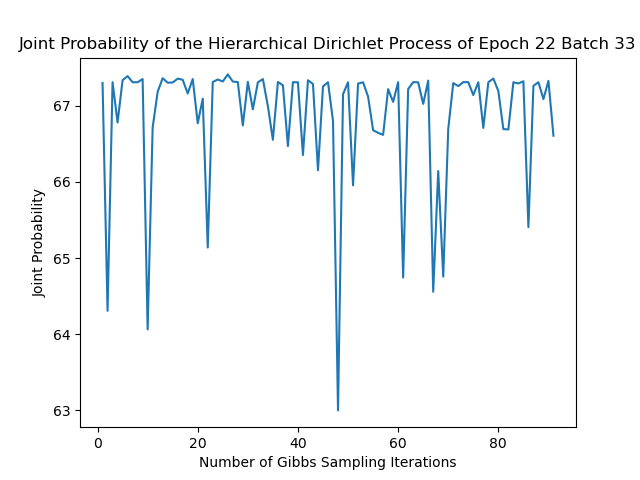 Joint Probability of the Hierarchical Dirichlet Process of Epoch 22 Batch 33
67
66
65
64
63
Joint Probability
0 20 40 60 80
Number of Gibbs Sampling Iterations